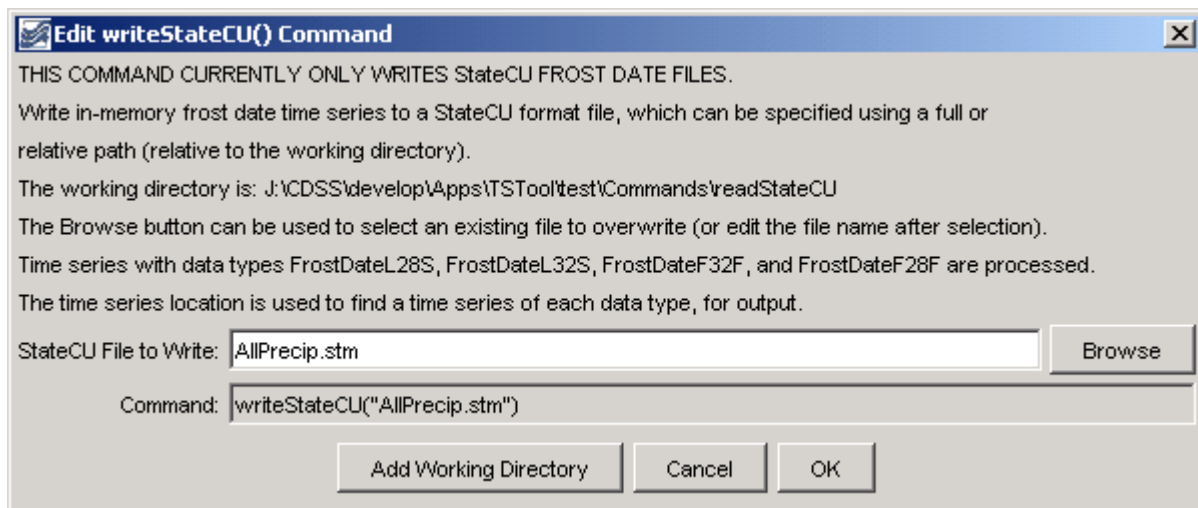 Edit writeStateCU() Command
THIS COMMAND CURRENTLY ONLY WRITES StateCU FROST DATE FILES.
Write in-memory frost date time series to a StateCU format file, which can be specified using a full or
relative path (relative to the working directory).
The working directory is: J:\CDSS\develop\Apps\TSTool\test\Commands\readStateCU
The Browse button can be used to select an existing file to overwrite (or edit the file name after selection).
Time series with data types FrostDateL28S, FrostDateL32S, FrostDateF32F, and FrostDateF28F are processed.
The time series location is used to find a time series of each data type, for output.
StateCU File to Write: AllPrecip.stm Browse
Command: writeStateCU("AllPrecip.stm")
Add Working Directory Cancel OK